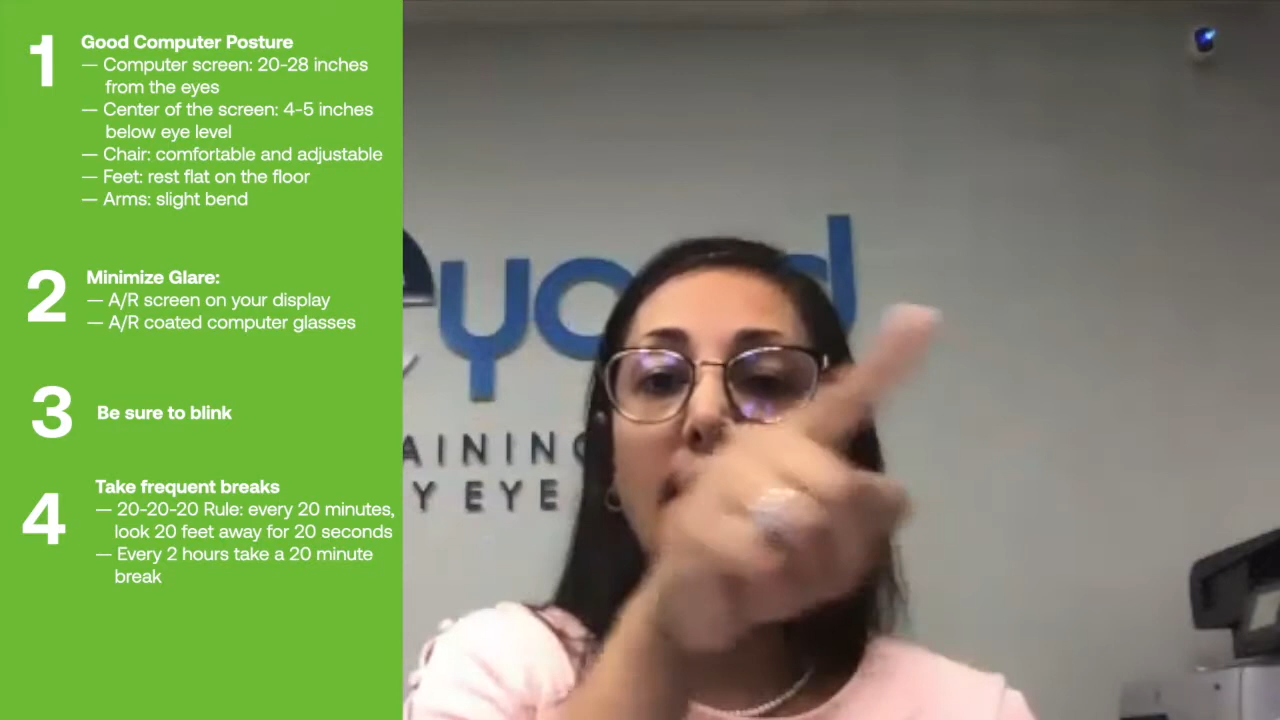 1
Good Computer Posture
— Computer screen: 20-28 inches
from the eyes
— Center of the screen: 4-5 inches
below eye level
— Chair: comfortable and adjustable
— Feet: rest flat on the floor
— Arms: slight bend
2
Minimize Glare:
— A/R screen on your display
— A/R coated computer glasses
3
Be sure to blink
4
Take frequent breaks
— 20-20-20 Rule: every 20 minutes,
look 20 feet away for 20 seconds
— Every 2 hours take a 20 minute
break
AINING
Y EYE